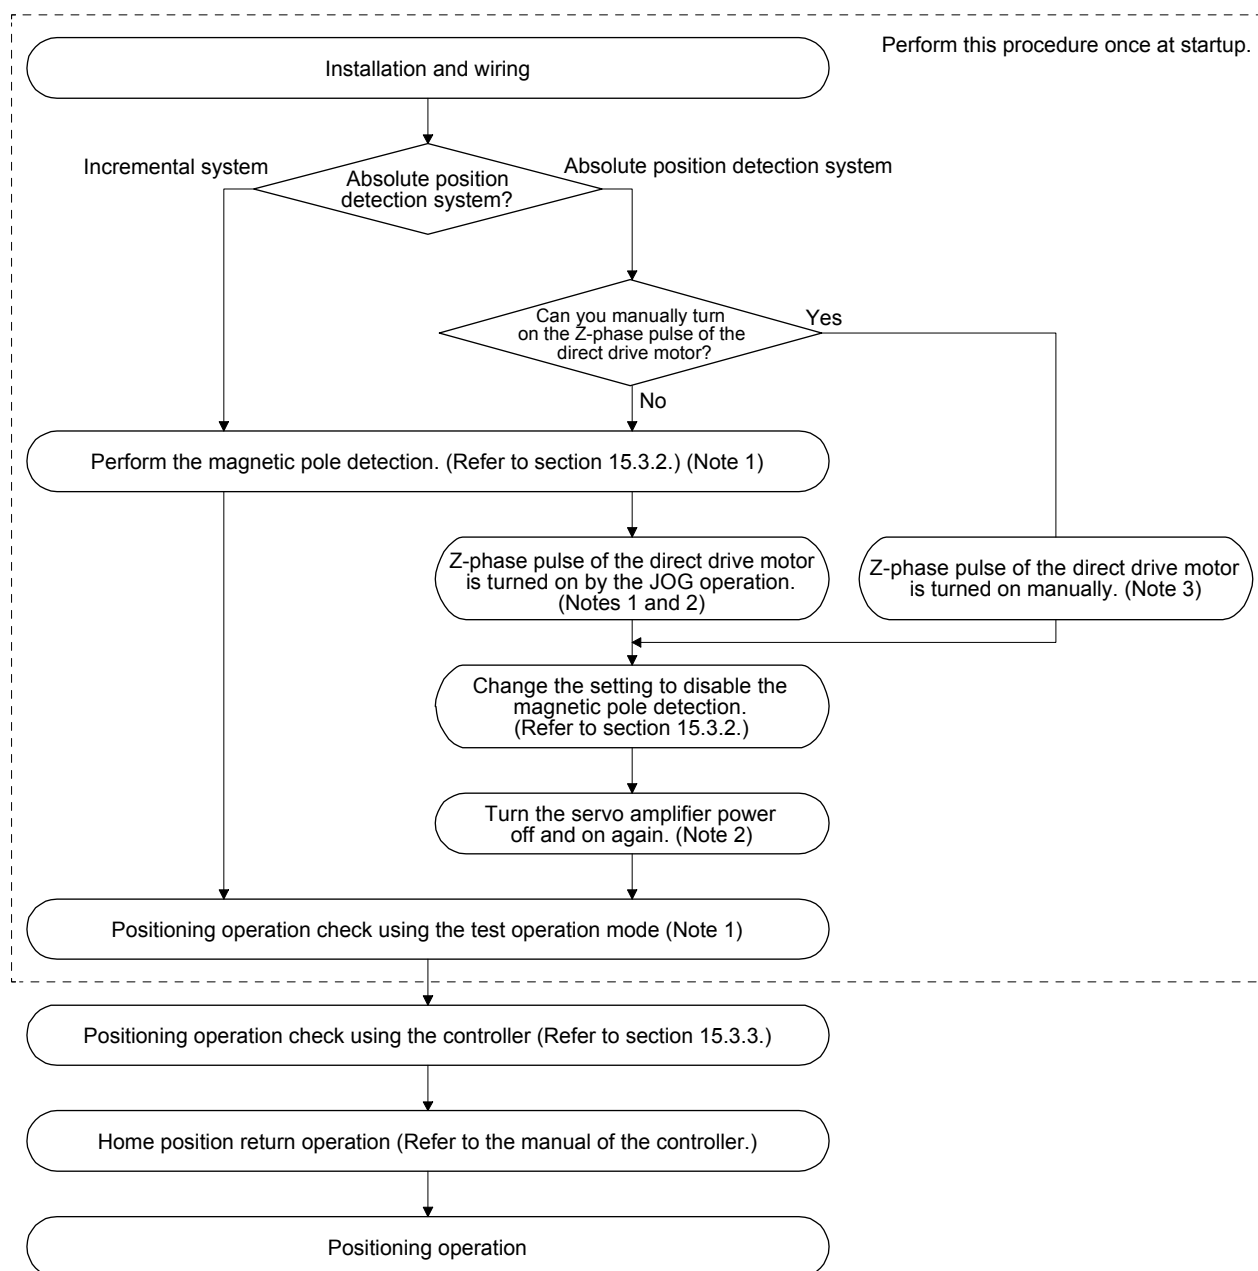 Perform this procedure once at startup.
Installation and wiring
Incremental system
Absolute position detection system
Absolute position
detection system?
Can you manually turn
on the Z-phase pulse of the
direct drive motor?
Yes
No
Perform the magnetic pole detection. (Refer to section 15.3.2.) (Note 1)
Z-phase pulse of the direct drive motor
is turned on by the JOG operation.
(Notes 1 and 2)
Z-phase pulse of the direct drive motor
is turned on manually. (Note 3)
Change the setting to disable the
magnetic pole detection.
(Refer to section 15.3.2.)
Turn the servo amplifier power
off and on again. (Note 2)
Positioning operation check using the test operation mode (Note 1)
Positioning operation check using the controller (Refer to section 15.3.3.)
Home position return operation (Refer to the manual of the controller.)
Positioning operation